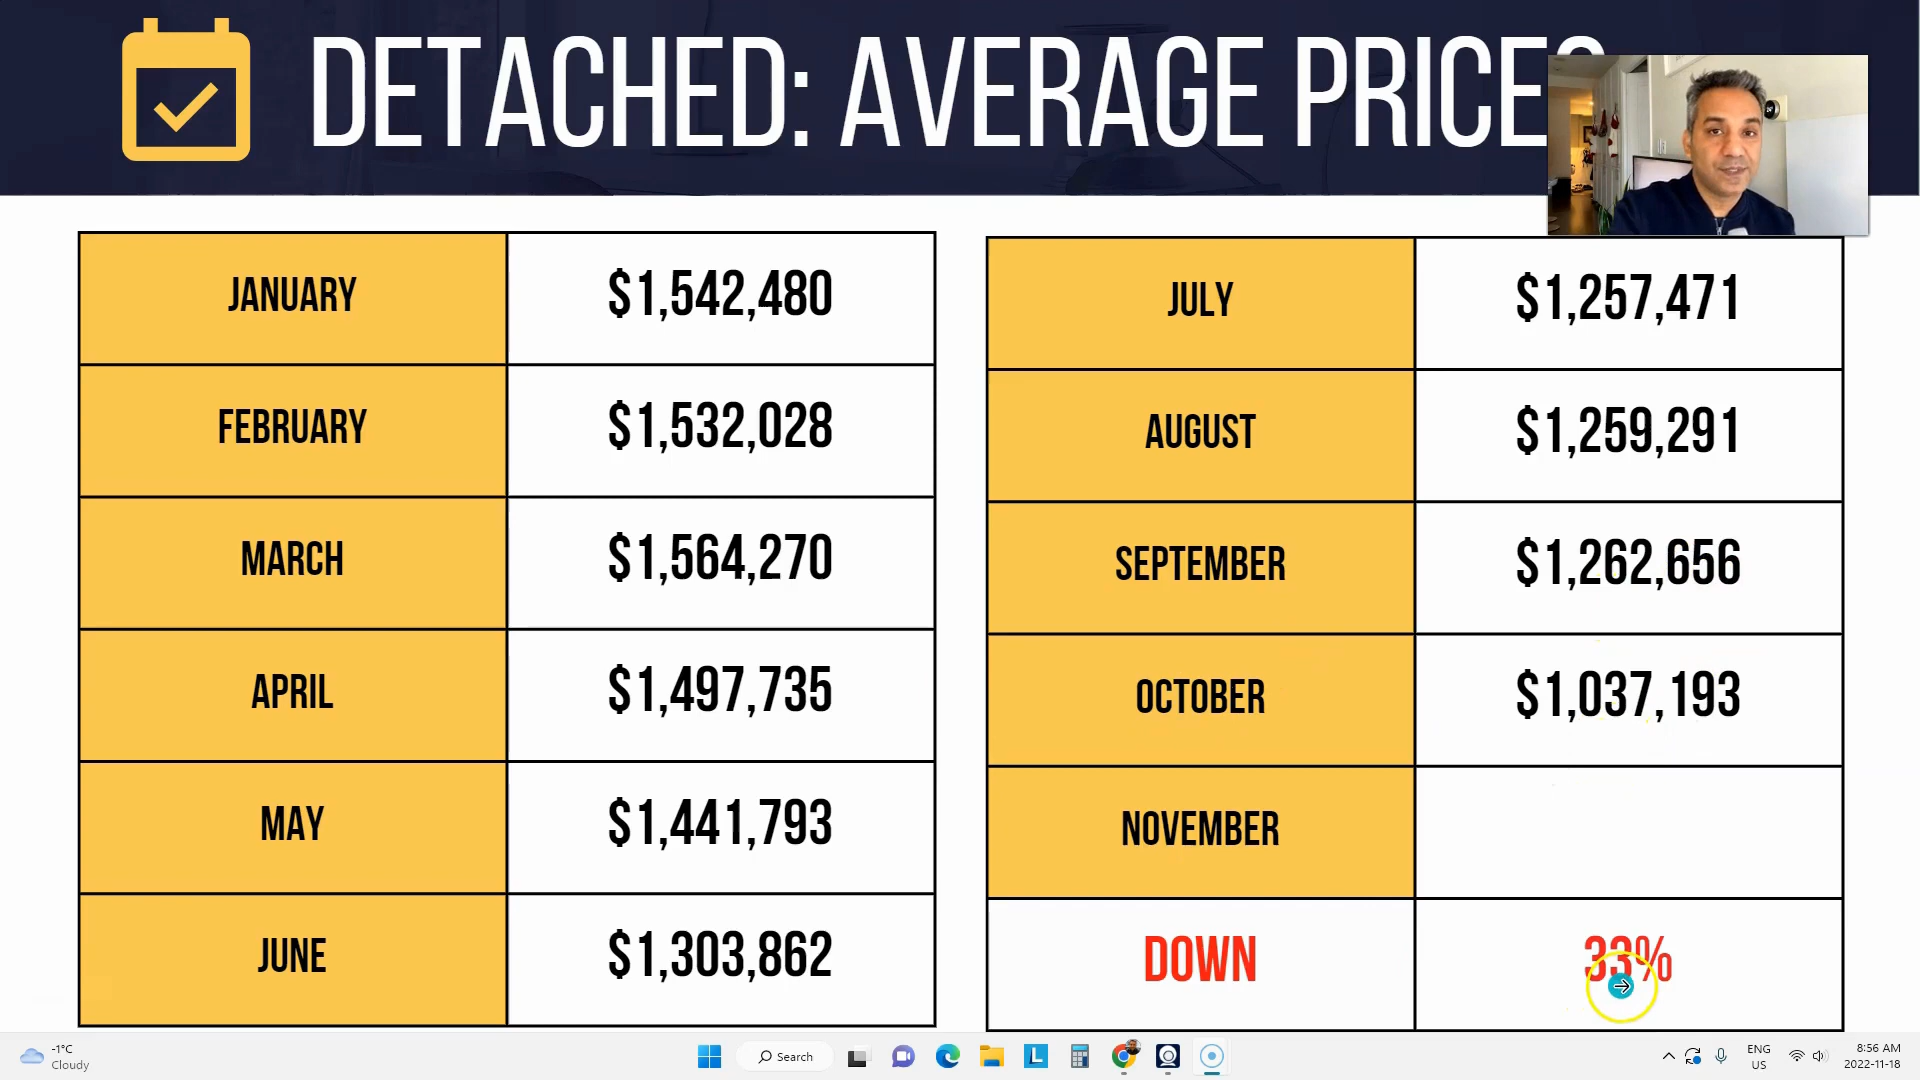 DETACHED: AVERAGE PRICES
JANUARY $1,542,480
FEBRUARY $1,532,028
MARCH $1,564,270
APRIL $1,497,735
MAY $1,441,793
JUNE $1,303,862
JULY $1,257,471
AUGUST $1,259,291
SEPTEMBER $1,262,656
OCTOBER $1,037,193
NOVEMBER
DOWN 33%
-1°C
Cloudy
Search
L
ENG
US
8:56 AM
2022-11-18